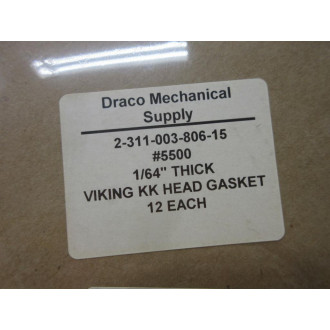 Draco Mechanical
Supply
2-311-003-806-15
#5500
1/64" THICK
VIKING KK HEAD GASKET
12 EACH